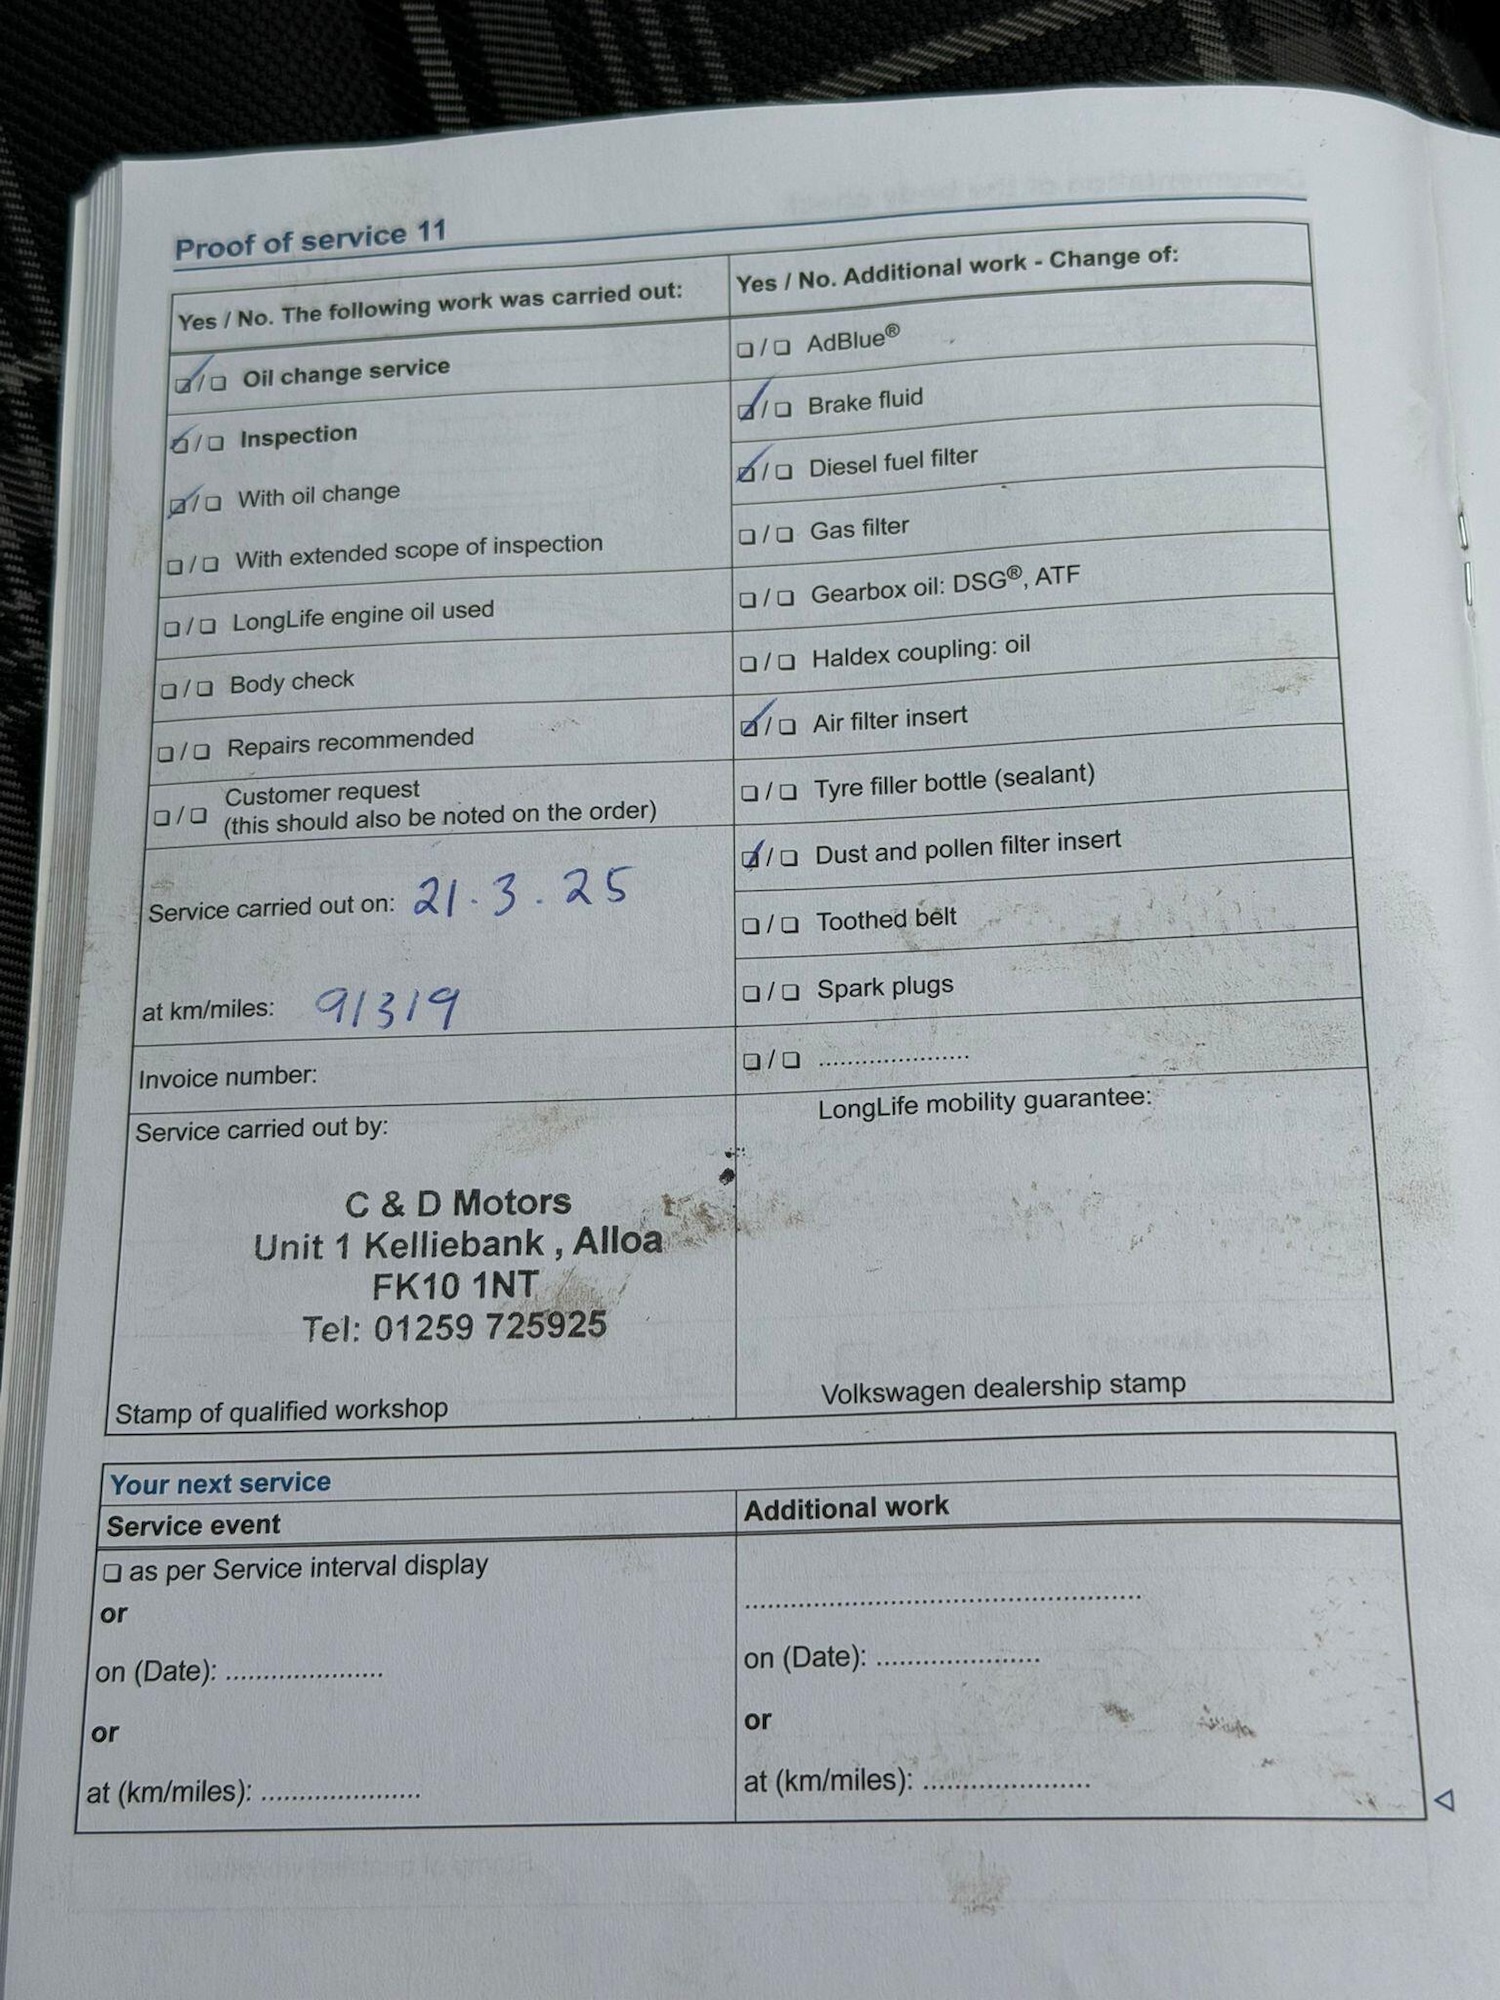 Proof of service 11
Yes / No. The following work was carried out:
☑/☐ Oil change service
☑/☐ Inspection
☑/☐ With oil change
☐/☐ With extended scope of inspection
☐/☐ LongLife engine oil used
☐/☐ Body check
☐/☐ Repairs recommended
☐/☐ Customer request
(this should also be noted on the order)
Service carried out on: 21.3.25
at km/miles: 91319
Invoice number:
Service carried out by:
C & D Motors
Unit 1 Kelliebank , Alloa
FK10 1NT
Tel: 01259 725925
Stamp of qualified workshop
Yes / No. Additional work - Change of:
☐/☐ AdBlue®
☑/☐ Brake fluid
☑/☐ Diesel fuel filter
☐/☐ Gas filter
☐/☐ Gearbox oil: DSG®, ATF
☐/☐ Haldex coupling: oil
☑/☐ Air filter insert
☐/☐ Tyre filler bottle (sealant)
☑/☐ Dust and pollen filter insert
☐/☐ Toothed belt
☐/☐ Spark plugs
☐/☐ ......................
LongLife mobility guarantee:
Volkswagen dealership stamp
Your next service
Service event
☐ as per Service interval display
or
on (Date): ......................
or
at (km/miles): ......................
Additional work
........................................................
on (Date): ......................
or
at (km/miles): ......................